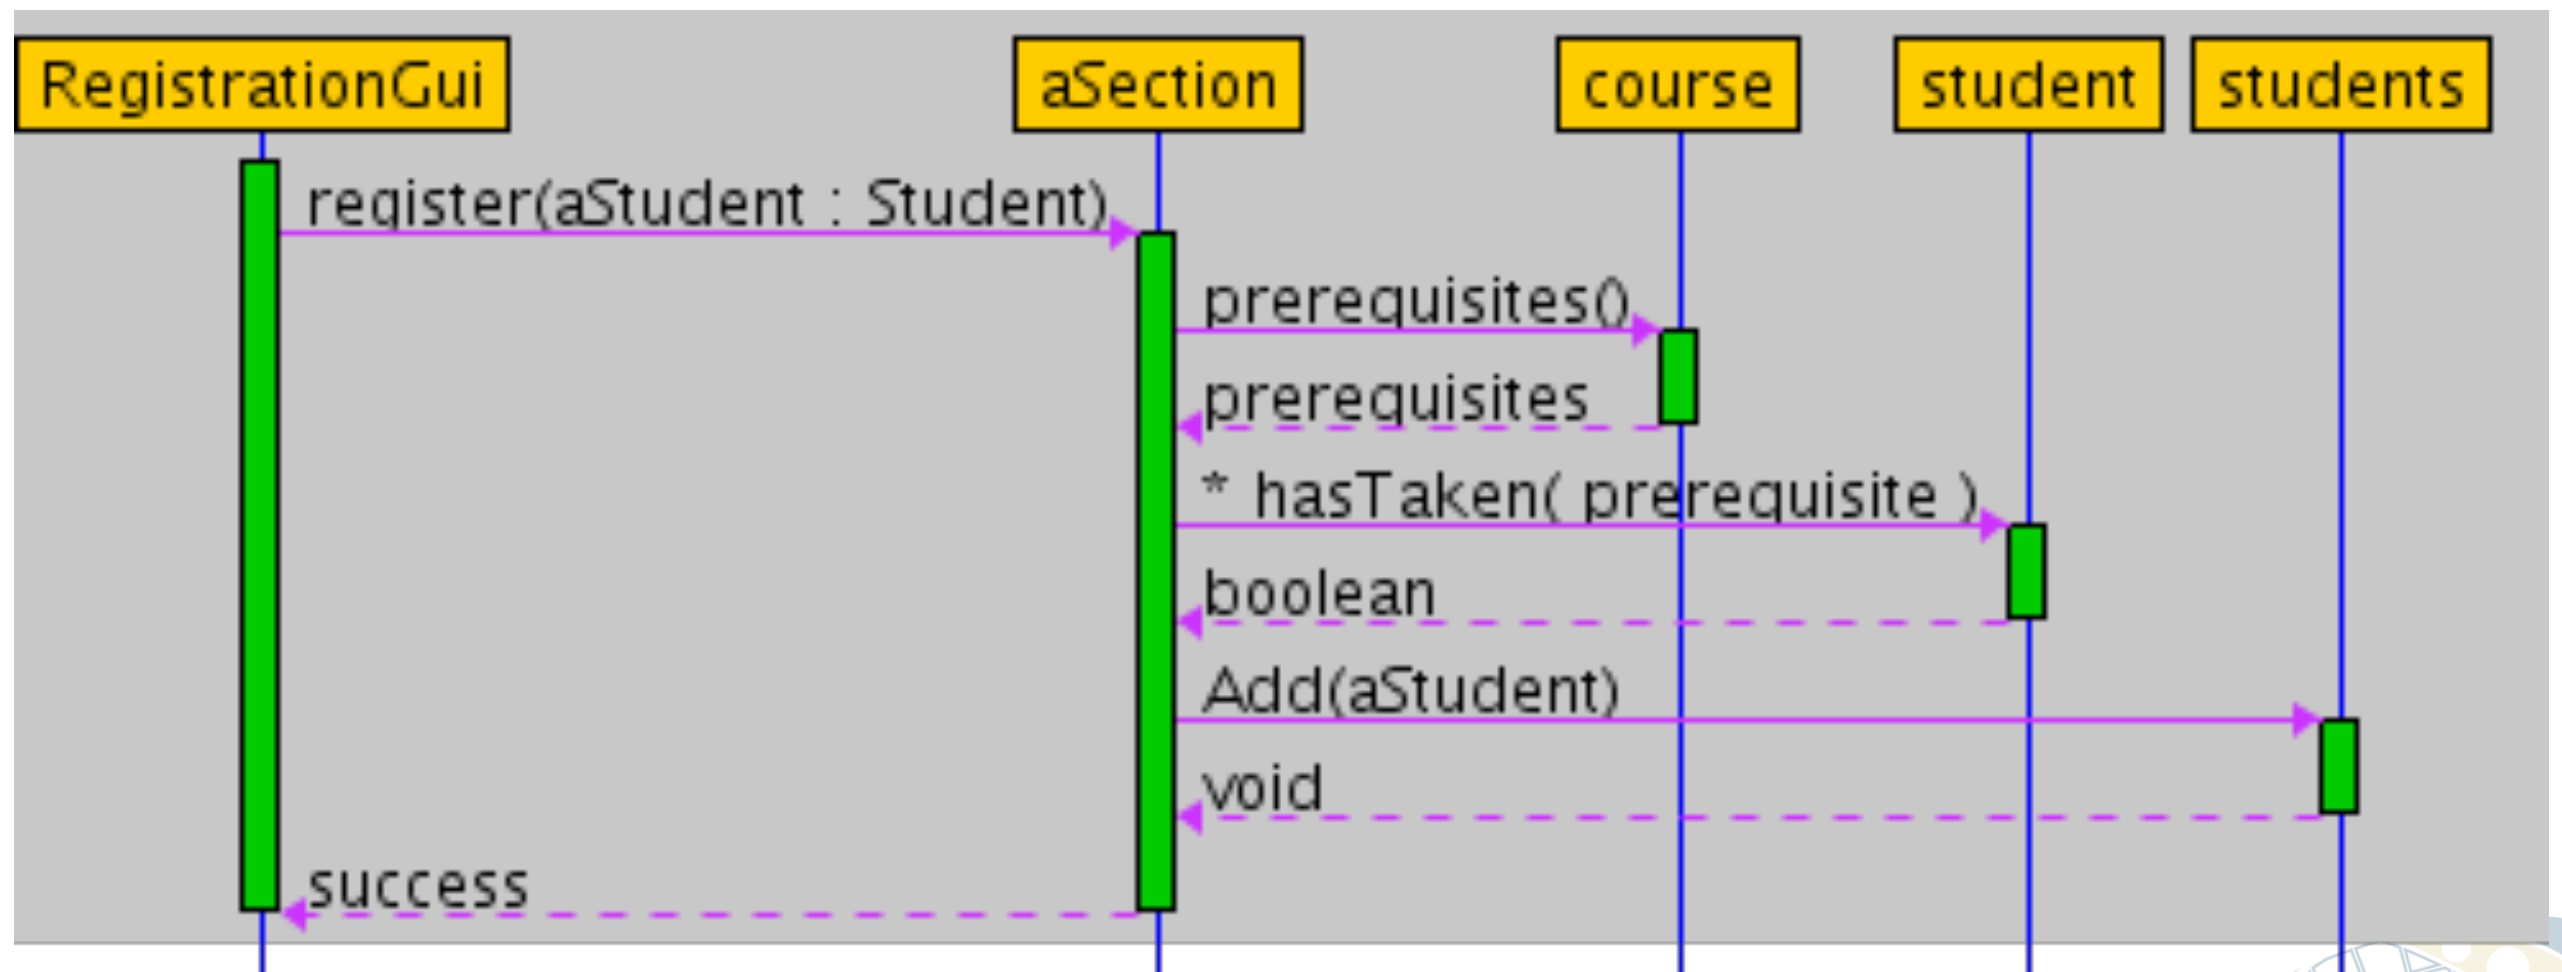 RegistrationGui aSection course student students
register(aStudent : Student)
prerequisites()
prerequisites
* hasTaken( prerequisite )
boolean
Add(aStudent)
void
success